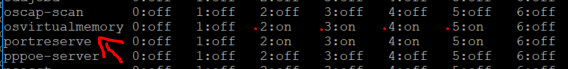 oscap-scan 0:off 1:off 2:off 3:off 4:off 5:off 6:off
osvirtualmemory 0:off 1:off 2:on 3:on 4:on 5:on 6:off
portreserve 0:off 1:off 2:on 3:on 4:on 5:on 6:off
pppoe-server 0:off 1:off 2:off 3:off 4:off 5:off 6:off